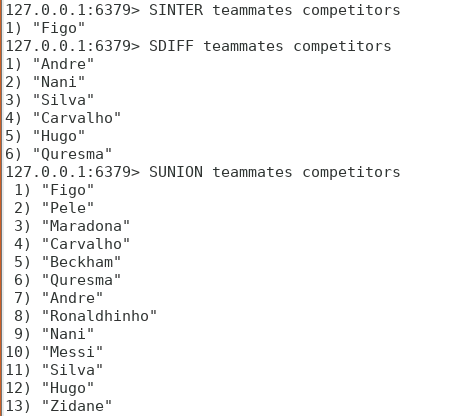 127.0.0.1:6379> SINTER teammates competitors
1) "Figo"
127.0.0.1:6379> SDIFF teammates competitors
1) "Andre"
2) "Nani"
3) "Silva"
4) "Carvalho"
5) "Hugo"
6) "Quresma"
127.0.0.1:6379> SUNION teammates competitors
 1) "Figo"
 2) "Pele"
 3) "Maradona"
 4) "Carvalho"
 5) "Beckham"
 6) "Quresma"
 7) "Andre"
 8) "Ronaldhinho"
 9) "Nani"
10) "Messi"
11) "Silva"
12) "Hugo"
13) "Zidane"